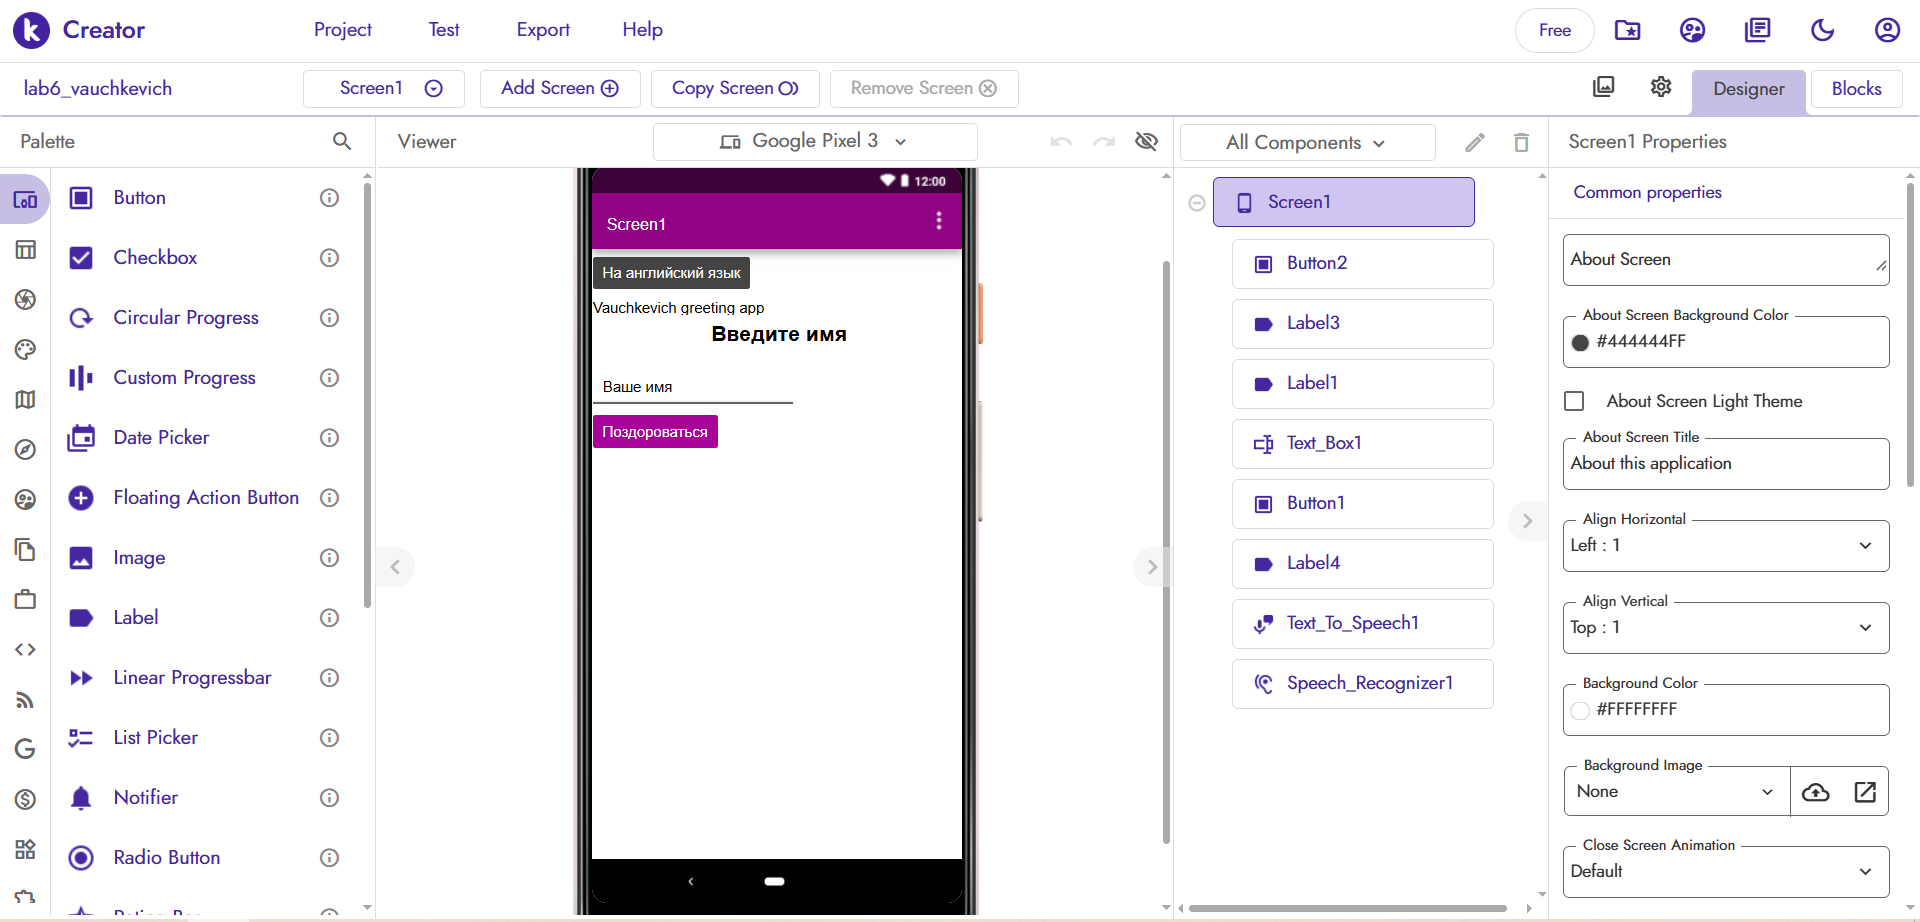 Creator
Project
Test
Export
Help
Free
lab6_vauchkevich
Screen1
Add Screen
Copy Screen
Remove Screen
Designer
Blocks
Palette
Viewer
Google Pixel 3
All Components
Screen1 Properties
Button
Checkbox
Circular Progress
Custom Progress
Date Picker
Floating Action Button
Image
Label
Linear Progressbar
List Picker
Notifier
Radio Button
12:00
Screen1
На английский язык
Vauchkevich greeting app
Введите имя
Ваше имя
Поздороваться
Screen1
Button2
Label3
Label1
Text_Box1
Button1
Label4
Text_To_Speech1
Speech_Recognizer1
Common properties
About Screen
About Screen Background Color
#444444FF
About Screen Light Theme
About Screen Title
About this application
Align Horizontal
Left : 1
Align Vertical
Top : 1
Background Color
#FFFFFFFF
Background Image
None
Close Screen Animation
Default